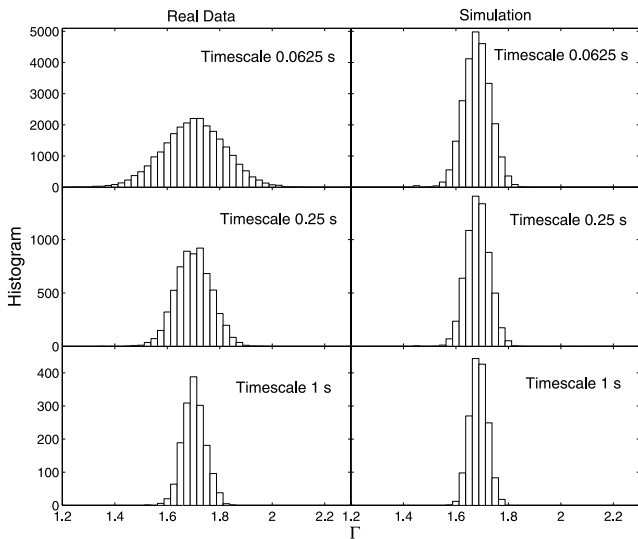 Real Data
Simulation
5000
4000
3000
2000
1000
0
Timescale 0.0625 s
Timescale 0.0625 s
1000
500
0
Timescale 0.25 s
Timescale 0.25 s
400
300
200
100
0
Timescale 1 s
Timescale 1 s
Histogram
1.2 1.4 1.6 1.8 2 2.2 1.2 1.4 1.6 1.8 2 2.2
Γ